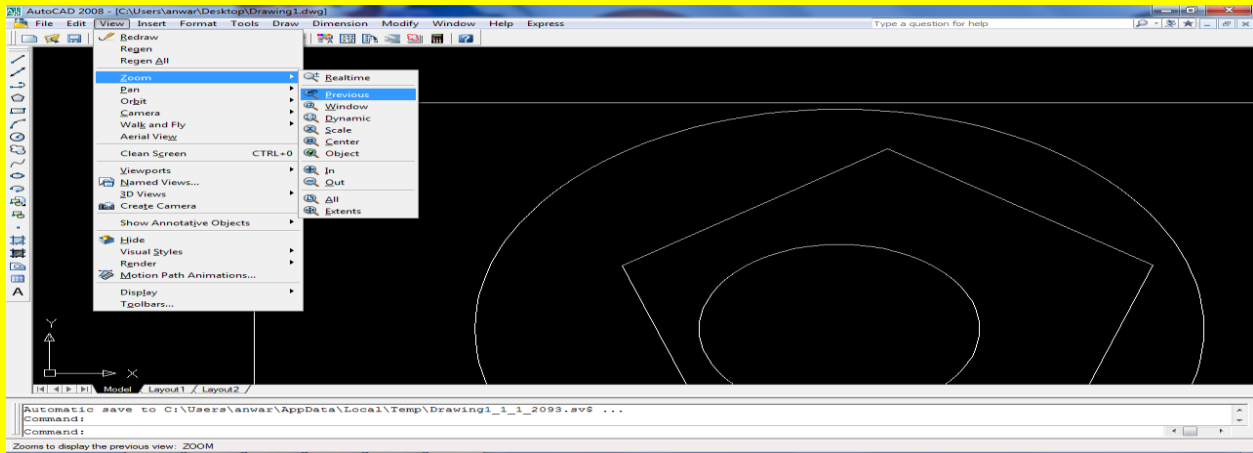 AutoCAD 2008 - [C:\Users\anwar\Desktop\Drawing1.dwg]
File Edit View Insert Format Tools Draw Dimension Modify Window Help Express Type a question for help
Redraw
Regen
Regen All
Zoom
Pan
Orbit
Camera
Walk and Fly
Aerial View
Clean Screen CTRL+0
Viewports
Named Views...
3D Views
Create Camera
Show Annotative Objects
Hide
Visual Styles
Render
Motion Path Animations...
Display
Toolbars...
Realtime
Previous
Window
Dynamic
Scale
Center
Object
In
Out
All
Extents
A
Y
X
Model Layout1 Layout2
Automatic save to C:\Users\anwar\AppData\Local\Temp\Drawing1_1_1_2093.sv$ ...
Command:
Command:
Zooms to display the previous view: ZOOM